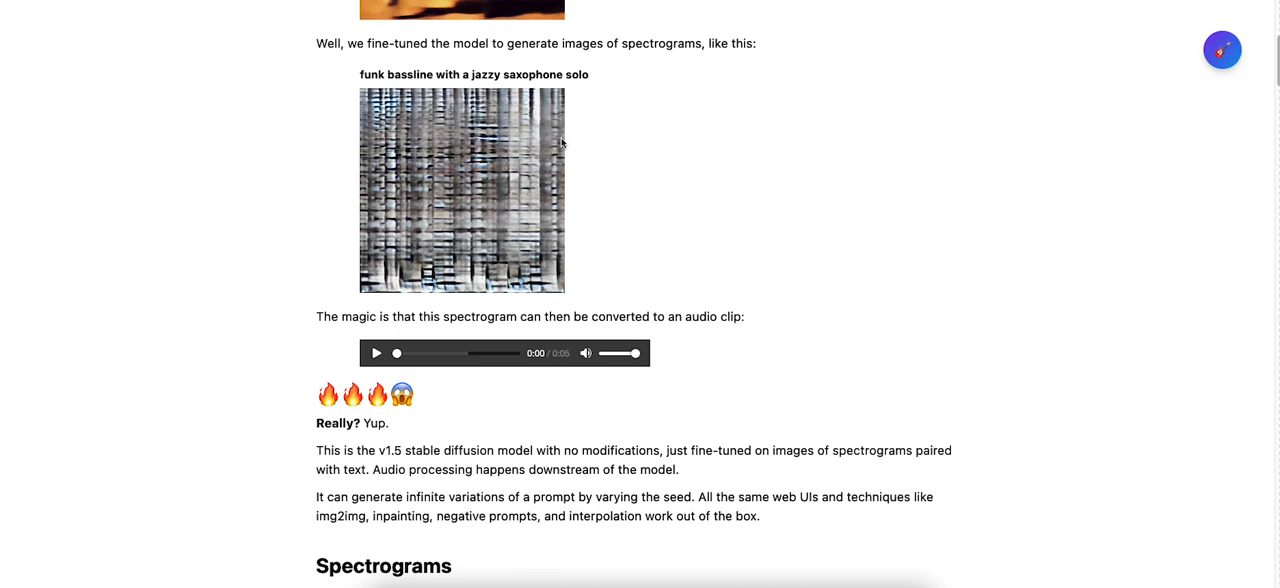 Well, we fine-tuned the model to generate images of spectrograms, like this:
funk bassline with a jazzy saxophone solo
The magic is that this spectrogram can then be converted to an audio clip:
0:00 / 0:05
🔥🔥🔥😱
Really? Yup.
This is the v1.5 stable diffusion model with no modifications, just fine-tuned on images of spectrograms paired
with text. Audio processing happens downstream of the model.
It can generate infinite variations of a prompt by varying the seed. All the same web UIs and techniques like
img2img, inpainting, negative prompts, and interpolation work out of the box.
Spectrograms